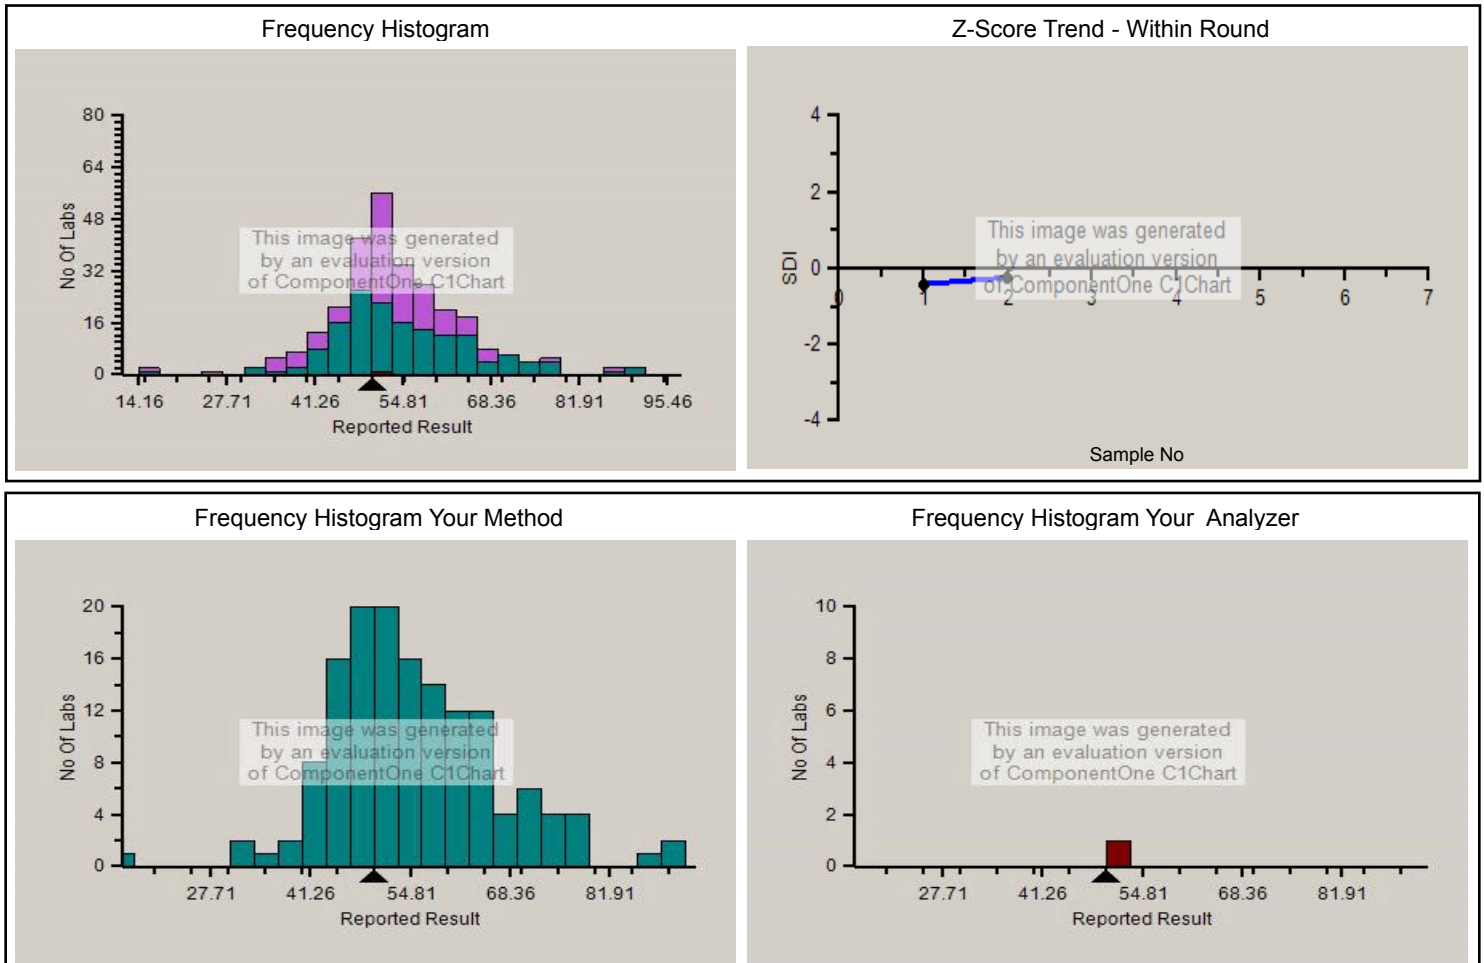 Frequency Histogram
80
64
48
32
16
0
No Of Labs
This image was generated
by an evaluation version
of ComponentOne C1Chart
14.16 27.71 41.26 54.81 68.36 81.91 95.46
Reported Result
Z-Score Trend - Within Round
4
2
0
-2
-4
SDI
This image was generated
by an evaluation version
of ComponentOne C1Chart
0 1 2 3 4 5 6 7
Sample No
Frequency Histogram Your Method
20
16
12
8
4
0
No Of Labs
This image was generated
by an evaluation version
of ComponentOne C1Chart
27.71 41.26 54.81 68.36 81.91
Reported Result
Frequency Histogram Your Analyzer
10
8
6
4
2
0
No Of Labs
This image was generated
by an evaluation version
of ComponentOne C1Chart
27.71 41.26 54.81 68.36 81.91
Reported Result